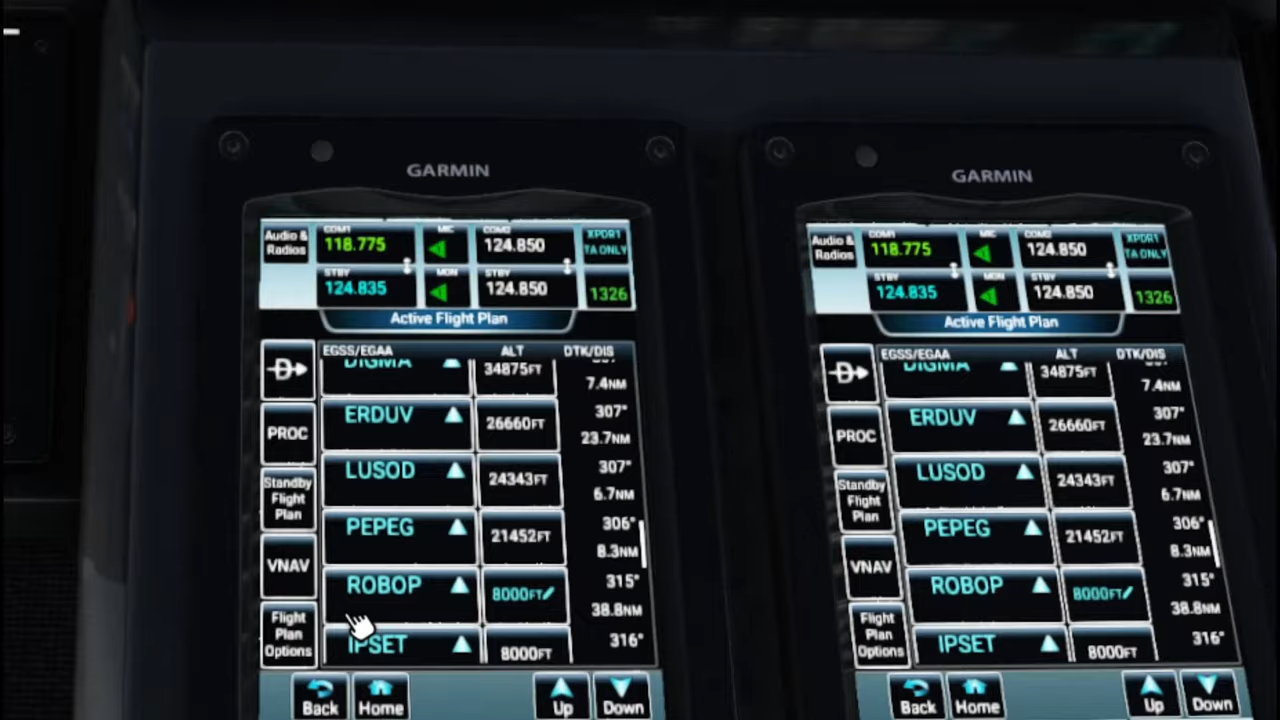 GARMIN
Audio & Radios
COM1
118.775
MIC
COM2
124.850
XPDR1
TA ONLY
STBY
124.835
MON
STBY
124.850
1326
Active Flight Plan
EGSS/EGAA ALT DTK/DIS
DIGMA 34875FT
7.4NM
ERDUV 26660FT 307°
23.7NM
LUSOD 24343FT 307°
6.7NM
PEPEG 21452FT 306°
8.3NM
ROBOP 8000FT 315°
38.8NM
IPSET 8000FT 316°
PROC
Standby
Flight
Plan
VNAV
Flight
Plan
Options
Back Home Up Down
GARMIN
Audio &
Radios
COM1
118.775
MIC
COM2
124.850
XPDR1
TA ONLY
STBY
124.835
MON
STBY
124.850
1326
Active Flight Plan
EGSS/EGAA ALT DTK/DIS
DIGMA 34875FT
7.4NM
ERDUV 26660FT 307°
23.7NM
LUSOD 24343FT 307°
6.7NM
PEPEG 21452FT 306°
8.3NM
ROBOP 8000FT 315°
38.8NM
IPSET 8000FT 316°
PROC
Standby
Flight
Plan
VNAV
Flight
Plan
Options
Back Home Up Down